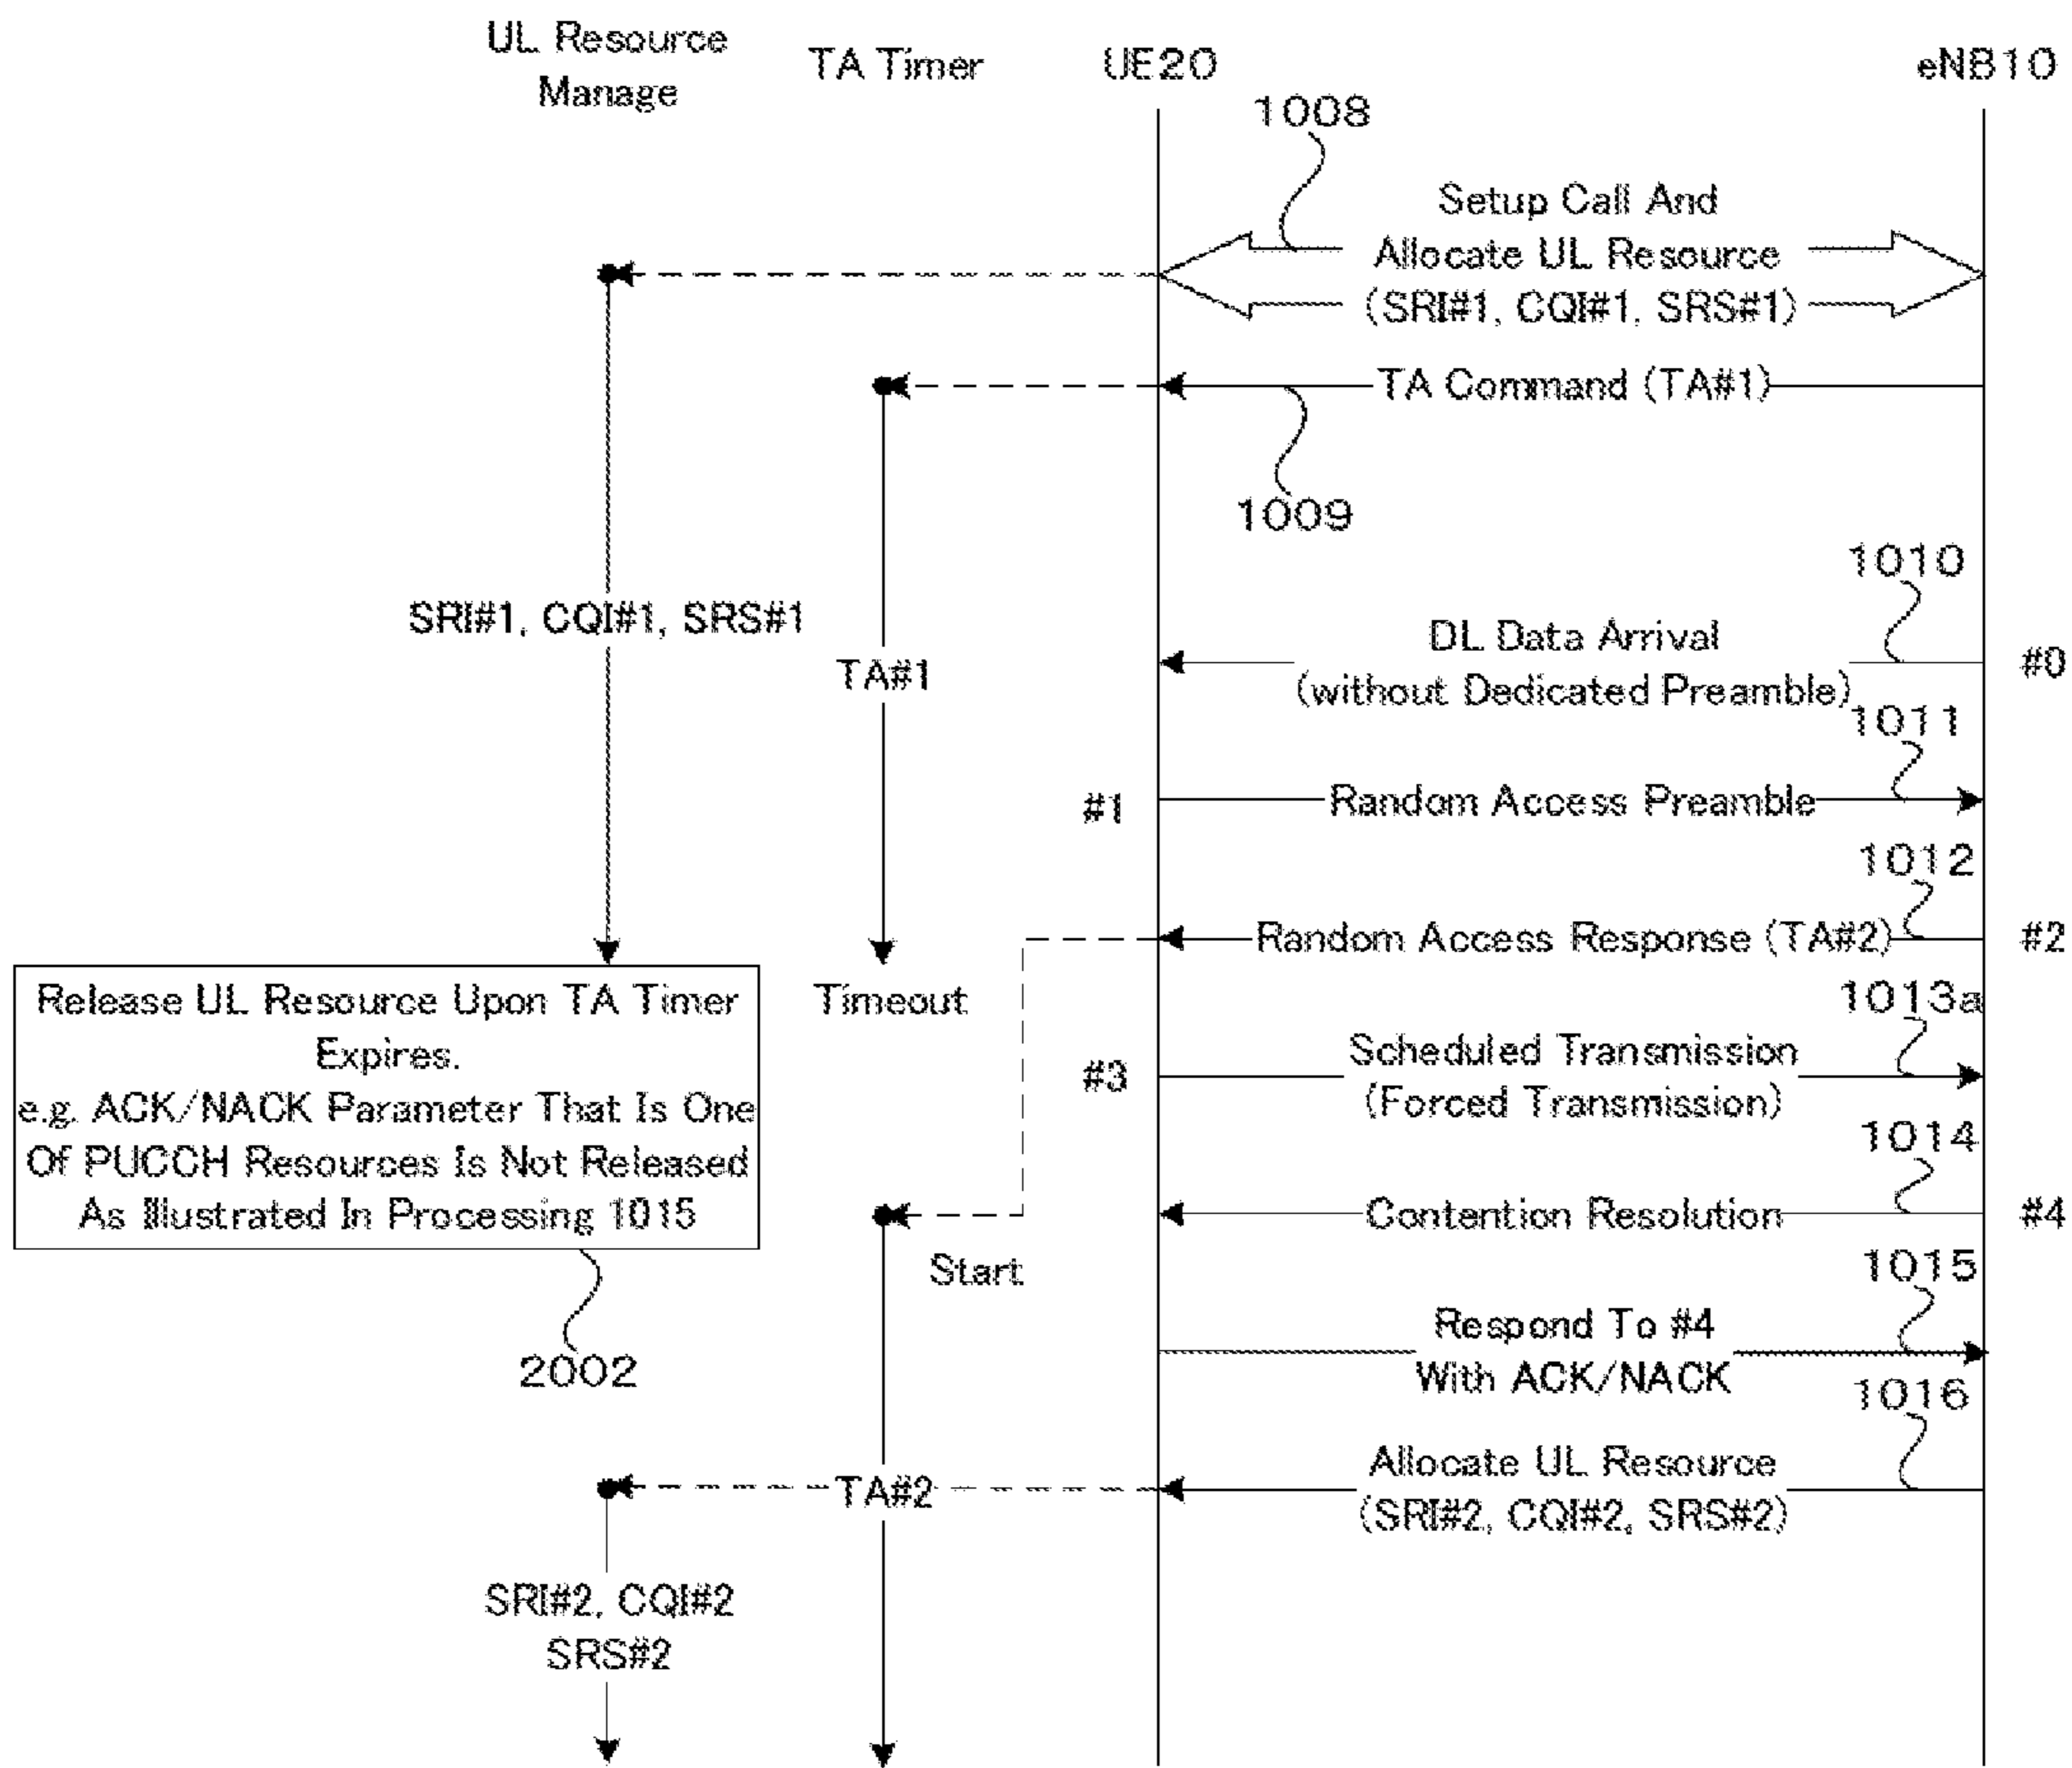 UL Resource
Manage
TA Timer
UE20
eNB10
1008
Setup Call And
Allocate UL Resource
(SRI#1, CQI#1, SRS#1)
TA Command (TA#1)
1009
1010
SRI#1, CQI#1, SRS#1
DL Data Arrival
(without Dedicated Preamble)
#0
TA#1
1011
#1
Random Access Preamble
1012
Random Access Response (TA#2)
#2
Release UL Resource Upon TA Timer
Expires.
e.g. ACK/NACK Parameter That Is One
Of PUCCH Resources Is Not Released
As Illustrated In Processing 1015
Timeout
1013a
#3
Scheduled Transmission
(Forced Transmission)
1014
Contention Resolution
#4
Start
1015
Respond To #4
With ACK/NACK
2002
1016
Allocate UL Resource
(SRI#2, CQI#2, SRS#2)
TA#2
SRI#2, CQI#2
SRS#2